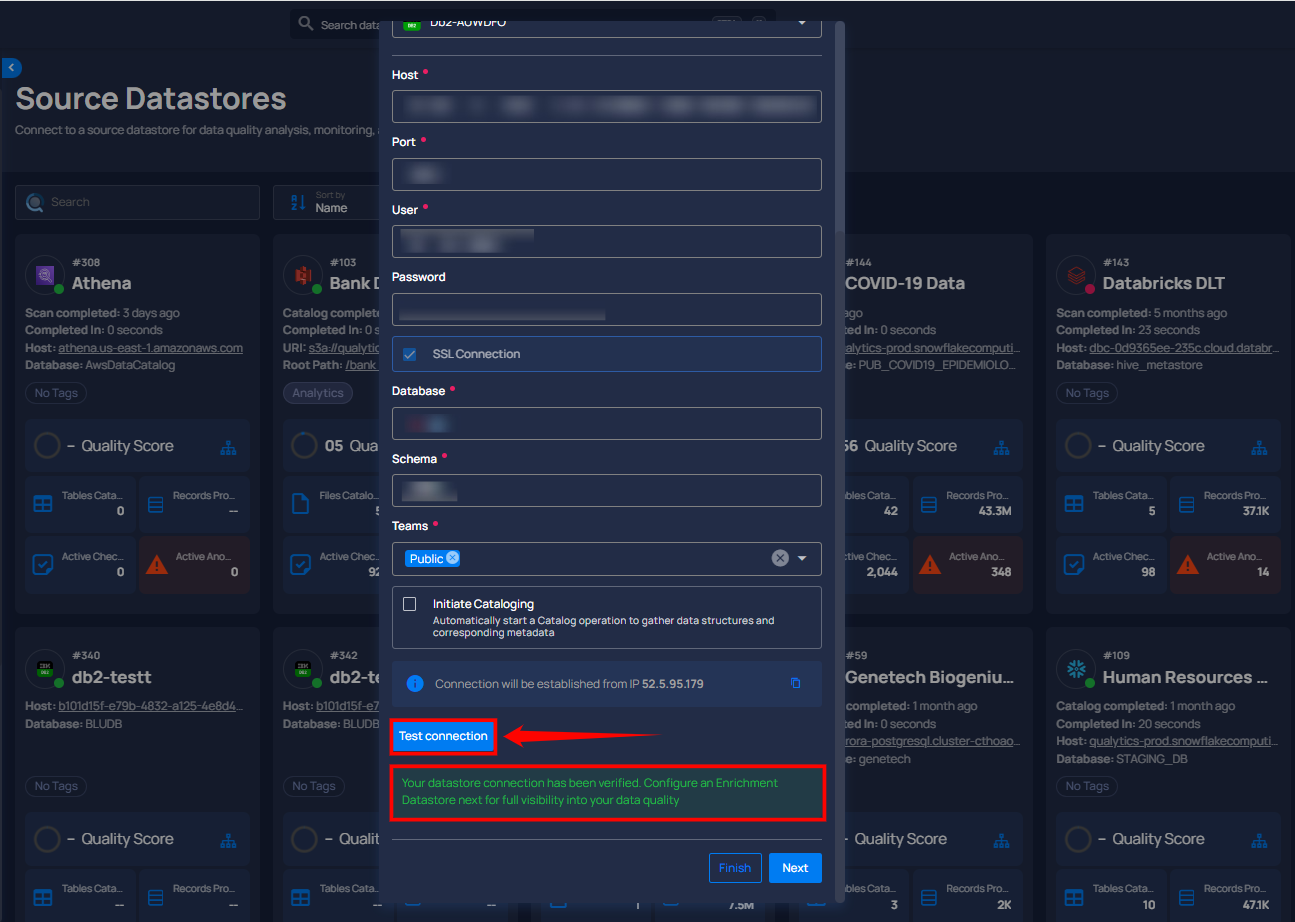 Search data
Db2-AUWDFO
Host *
Source Datastores
Connect to a source datastore for data quality analysis, monitoring,
Port *
Search
Sort by
Name
User *
Password
SSL Connection
Database *
Schema *
Teams *
Public
Initiate Cataloging
Automatically start a Catalog operation to gather data structures and
corresponding metadata
Connection will be established from IP 52.5.95.179
Test connection
Your datastore connection has been verified. Configure an Enrichment
Datastore next for full visibility into your data quality
Finish
Next
#308
Athena
Scan completed: 3 days ago
Completed In: 0 seconds
Host: athena.us-east-1.amazonaws.com
Database: AwsDataCatalog
No Tags
– Quality Score
Tables Cata...
0
Records Pro...
--
Active Chec...
0
Active Ano...
0
#103
Bank D
Catalog complete
Completed In: 0 s
URI: s3a://qualytic
Root Path: /bank_
Analytics
05 Qua
Files Catalo...
5
Active Chec...
92
#144
COVID-19 Data
ago
ed In: 0 seconds
alytics-prod.snowflakecomputi...
e: PUB_COVID19_EPIDEMIOLO...
56 Quality Score
bles Cata...
42
Records Pro...
43.3M
tive Chec...
2,044
Active Ano...
348
#143
Databricks DLT
Scan completed: 5 months ago
Completed In: 23 seconds
Host: dbc-0d9365ee-235c.cloud.databr...
Database: hive_metastore
No Tags
– Quality Score
Tables Cata...
5
Records Pro...
37.1K
Active Chec...
98
Active Ano...
14
#340
db2-testt
Host: b101d15f-e79b-4832-a125-4e8d4...
Database: BLUDB
No Tags
– Quality Score
Tables Cata...
--
Records Pro...
--
#342
db2-te
Host: b101d15f-e7
Database: BLUDB
No Tags
– Qualit
Tables Cata...
--
--
1
7.5M
#59
Genetech Biogeniu...
completed: 1 month ago
ed In: 0 seconds
rora-postgresql.cluster-cthoao...
e: genetech
– Quality Score
bles Cata...
3
Records Pro...
2K
#109
Human Resources ...
Catalog completed: 1 month ago
Completed In: 20 seconds
Host: qualytics-prod.snowflakecomputi...
Database: STAGING_DB
No Tags
– Quality Score
Tables Cata...
10
Records Pro...
47.1K